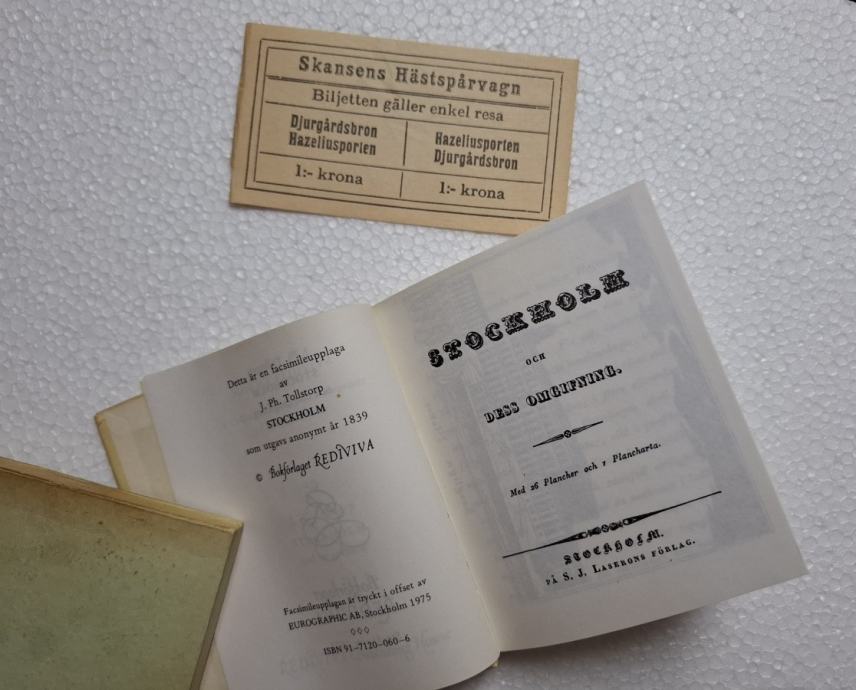 Skansens Hästspårvagn
Biljetten gäller enkel resa
Djurgårdsbron
Hazeliusporten
Hazeliusporten
Djurgårdsbron
1:- krona
1:- krona
Detta är en facsimileupplaga
av
J. Ph. Tollstorp
STOCKHOLM
som utgavs anonymt år 1839
© Bokförlaget REDIVIVA
Facsimileupplagan är tryckt i offset av
EUROGRAPHIC AB, Stockholm 1975
◊◊◊
ISBN 91-7120-060-6
STOCKHOLM
OCH
DESS OMGIFNING.
Med 26 Plancher och 1 Plancharta.
STOCKHOLM.
PÅ S. J. LASERONS FÖRLAG.